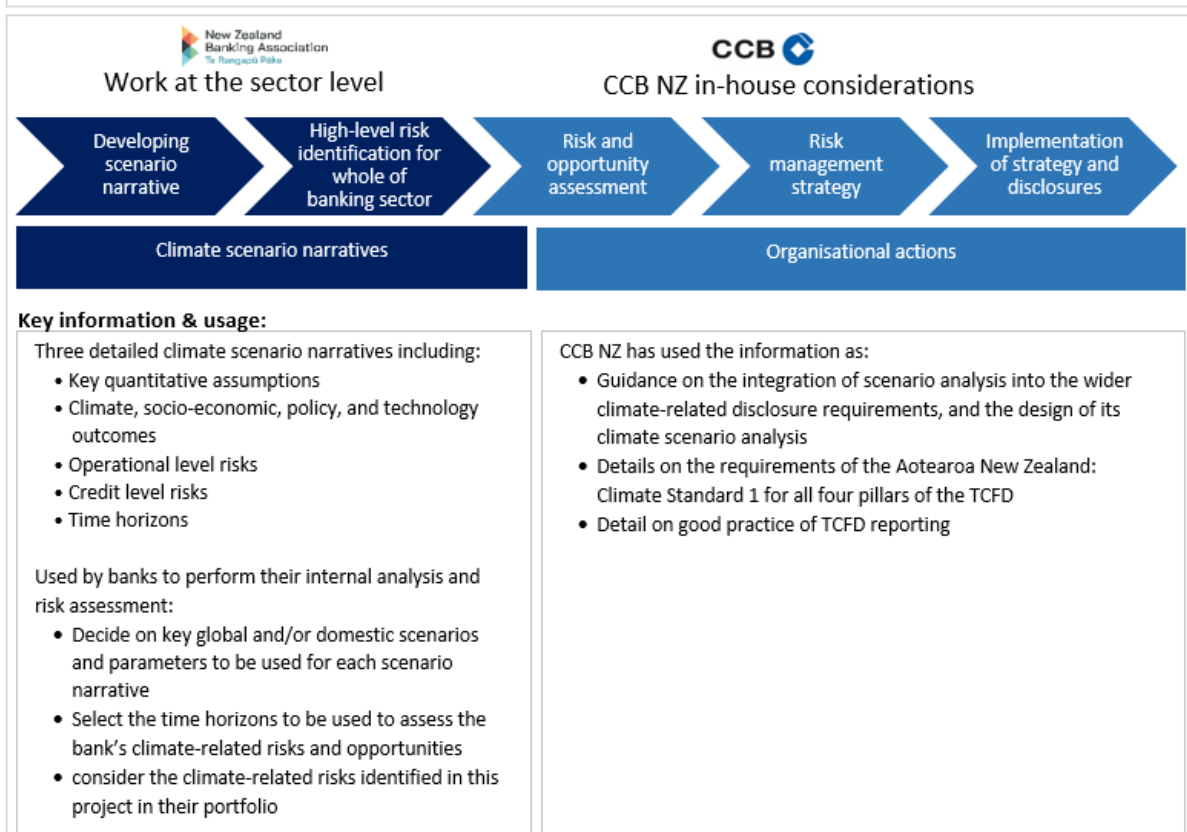 New Zealand
Banking Association
Te Rangapū Pēke
Work at the sector level
CCB
CCB NZ in-house considerations
Developing
scenario
narrative
High-level risk
identification for
whole of
banking sector
Risk and
opportunity
assessment
Risk
management
strategy
Implementation
of strategy and
disclosures
Climate scenario narratives
Organisational actions
Key information & usage:
Three detailed climate scenario narratives including:
• Key quantitative assumptions
• Climate, socio-economic, policy, and technology
outcomes
• Operational level risks
• Credit level risks
• Time horizons
Used by banks to perform their internal analysis and
risk assessment:
• Decide on key global and/or domestic scenarios
and parameters to be used for each scenario
narrative
• Select the time horizons to be used to assess the
bank's climate-related risks and opportunities
• consider the climate-related risks identified in this
project in their portfolio
CCB NZ has used the information as:
• Guidance on the integration of scenario analysis into the wider
climate-related disclosure requirements, and the design of its
climate scenario analysis
• Details on the requirements of the Aotearoa New Zealand:
Climate Standard 1 for all four pillars of the TCFD
• Detail on good practice of TCFD reporting